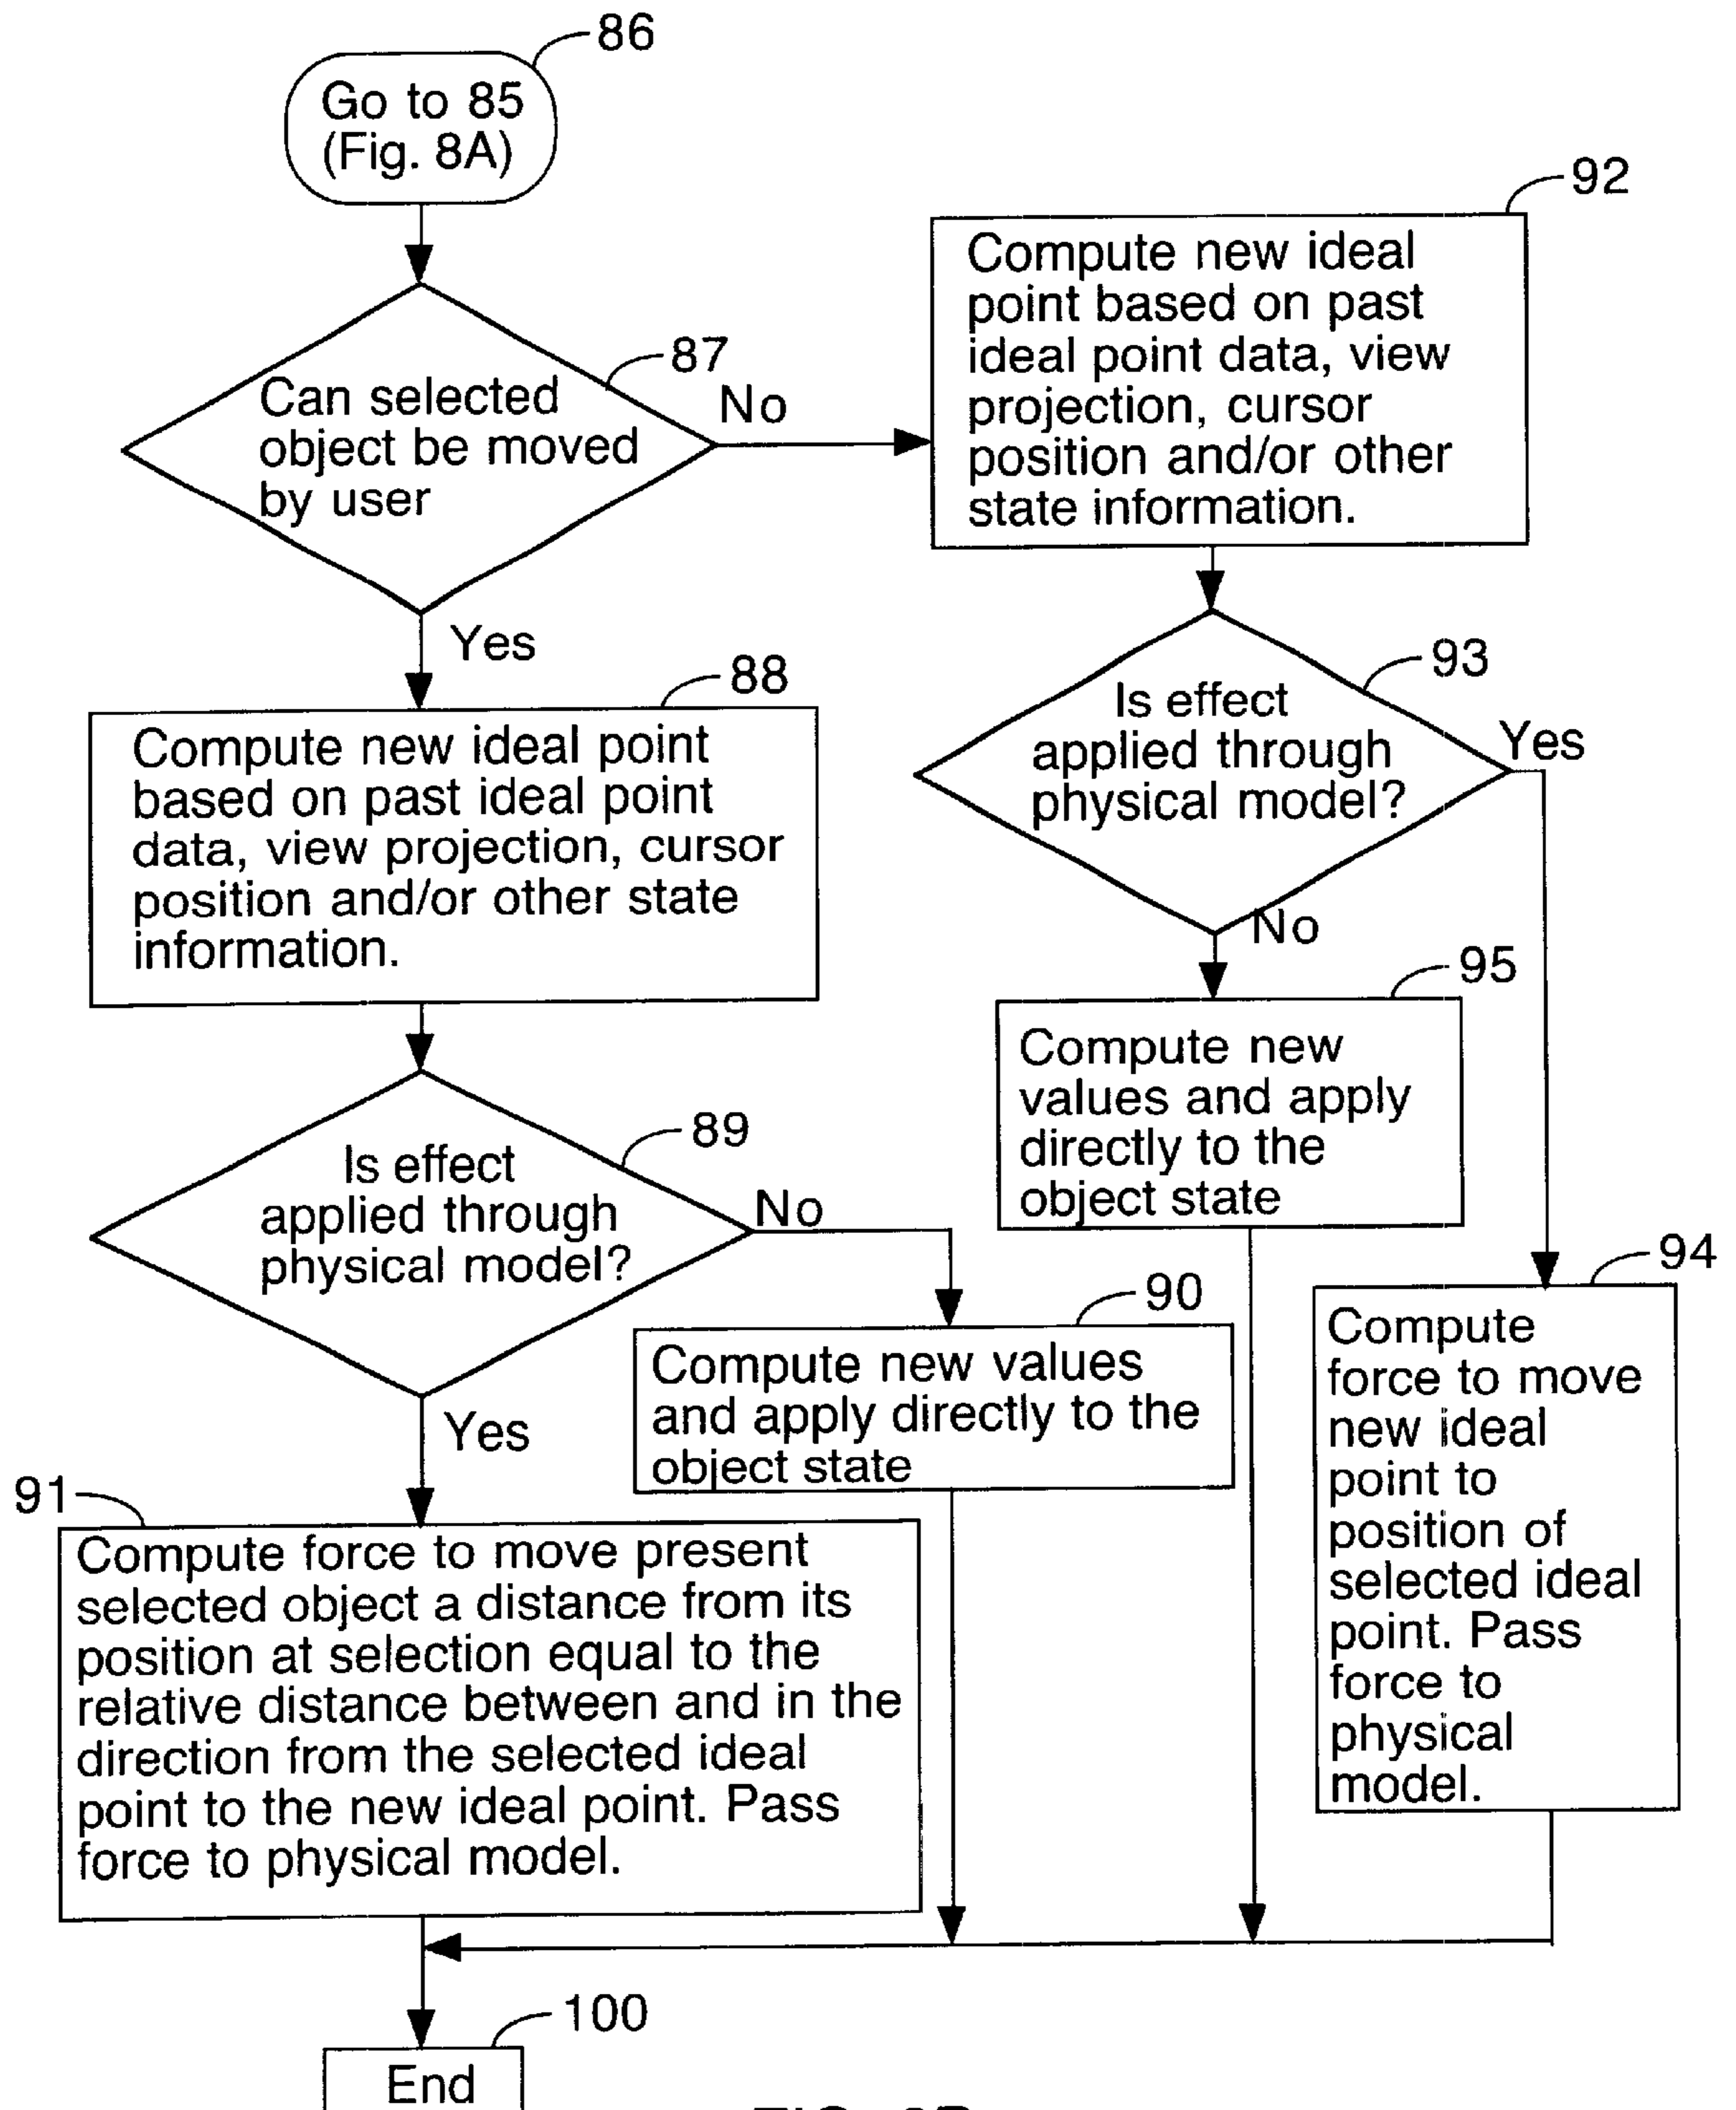 86
Go to 85
(Fig. 8A)
87
Can selected
object be moved
by user
No
Yes
92
Compute new ideal
point based on past
ideal point data, view
projection, cursor
position and/or other
state information.
88
Compute new ideal point
based on past ideal point
data, view projection, cursor
position and/or other state
information.
93
Is effect
applied through
physical model?
Yes
No
95
Compute new
values and apply
directly to the
object state
89
Is effect
applied through
physical model?
No
Yes
90
Compute new values
and apply directly to the
object state
94
Compute
force to move
new ideal
point to
position of
selected ideal
point. Pass
force to
physical
model.
91
Compute force to move present
selected object a distance from its
position at selection equal to the
relative distance between and in the
direction from the selected ideal
point to the new ideal point. Pass
force to physical model.
100
End